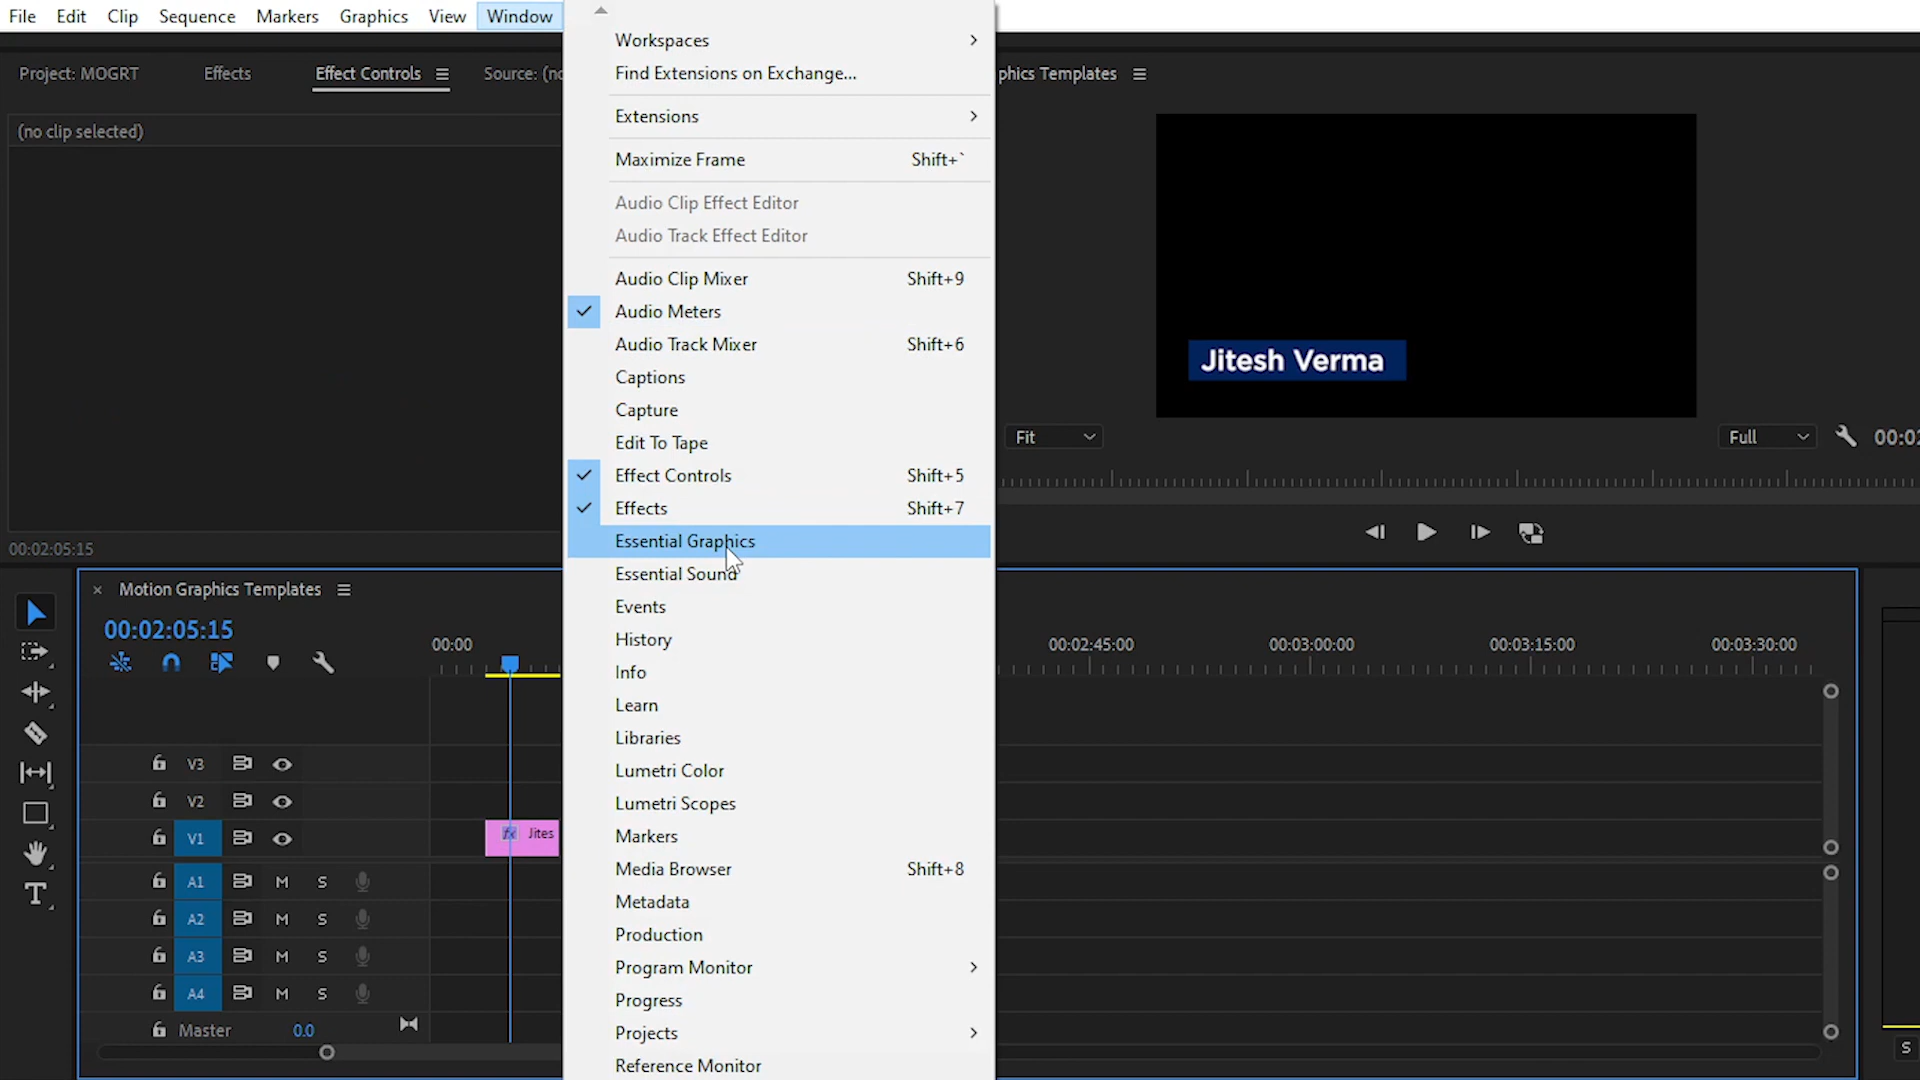 File Edit Clip Sequence Markers Graphics View Window
Project: MOGRT Effects Effect Controls Source: (no
(no clip selected)
00:02:05:15
Workspaces
Find Extensions on Exchange...
Extensions
Maximize Frame Shift+`
Audio Clip Effect Editor
Audio Track Effect Editor
Audio Clip Mixer Shift+9
Audio Meters
Audio Track Mixer Shift+6
Captions
Capture
Edit To Tape
Effect Controls Shift+5
Effects Shift+7
Essential Graphics
Essential Sound
Events
History
Info
Learn
Libraries
Lumetri Color
Lumetri Scopes
Markers
Media Browser Shift+8
Metadata
Production
Program Monitor
Progress
Projects
Reference Monitor
phics Templates
Jitesh Verma
Fit Full 00:02
Motion Graphics Templates
00:02:05:15
00:00 00:02:45:00 00:03:00:00 00:03:15:00 00:03:30:00
V3
V2
V1 fx Jites
A1 M S
A2 M S
A3 M S
A4 M S
Master 0.0
S